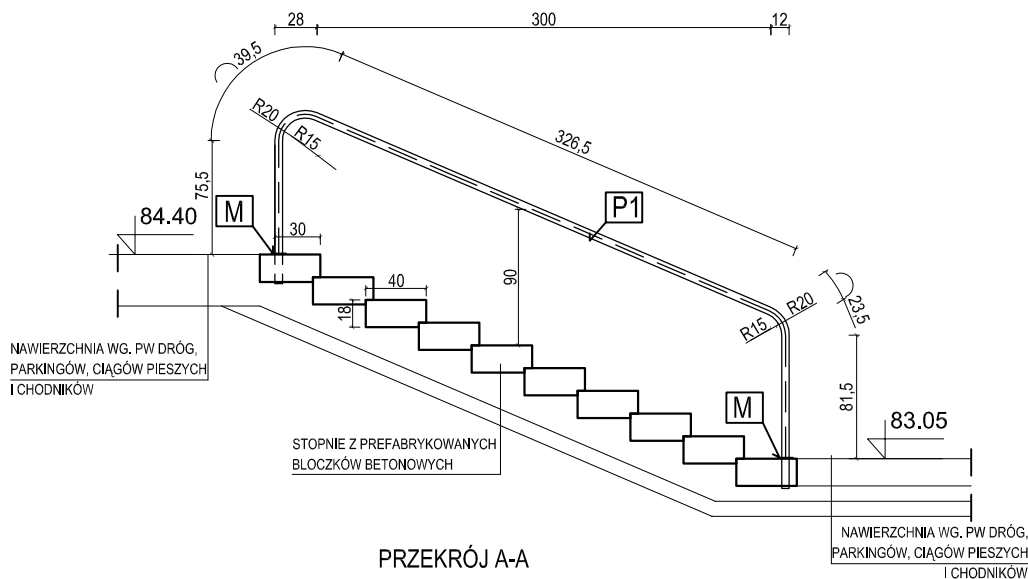 28
300
12
39,5
R20
R15
326,5
75,5
84.40
M
P1
30
90
40
18
R15
R20
23,5
NAWIERZCHNIA WG. PW DRÓG,
PARKINGÓW, CIĄGÓW PIESZYCH
I CHODNIKÓW
M
81,5
83.05
STOPNIE Z PREFABRYKOWANYCH
BLOCZKÓW BETONOWYCH
NAWIERZCHNIA WG. PW DRÓG,
PARKINGÓW, CIĄGÓW PIESZYCH
I CHODNIKÓW
PRZEKRÓJ A-A